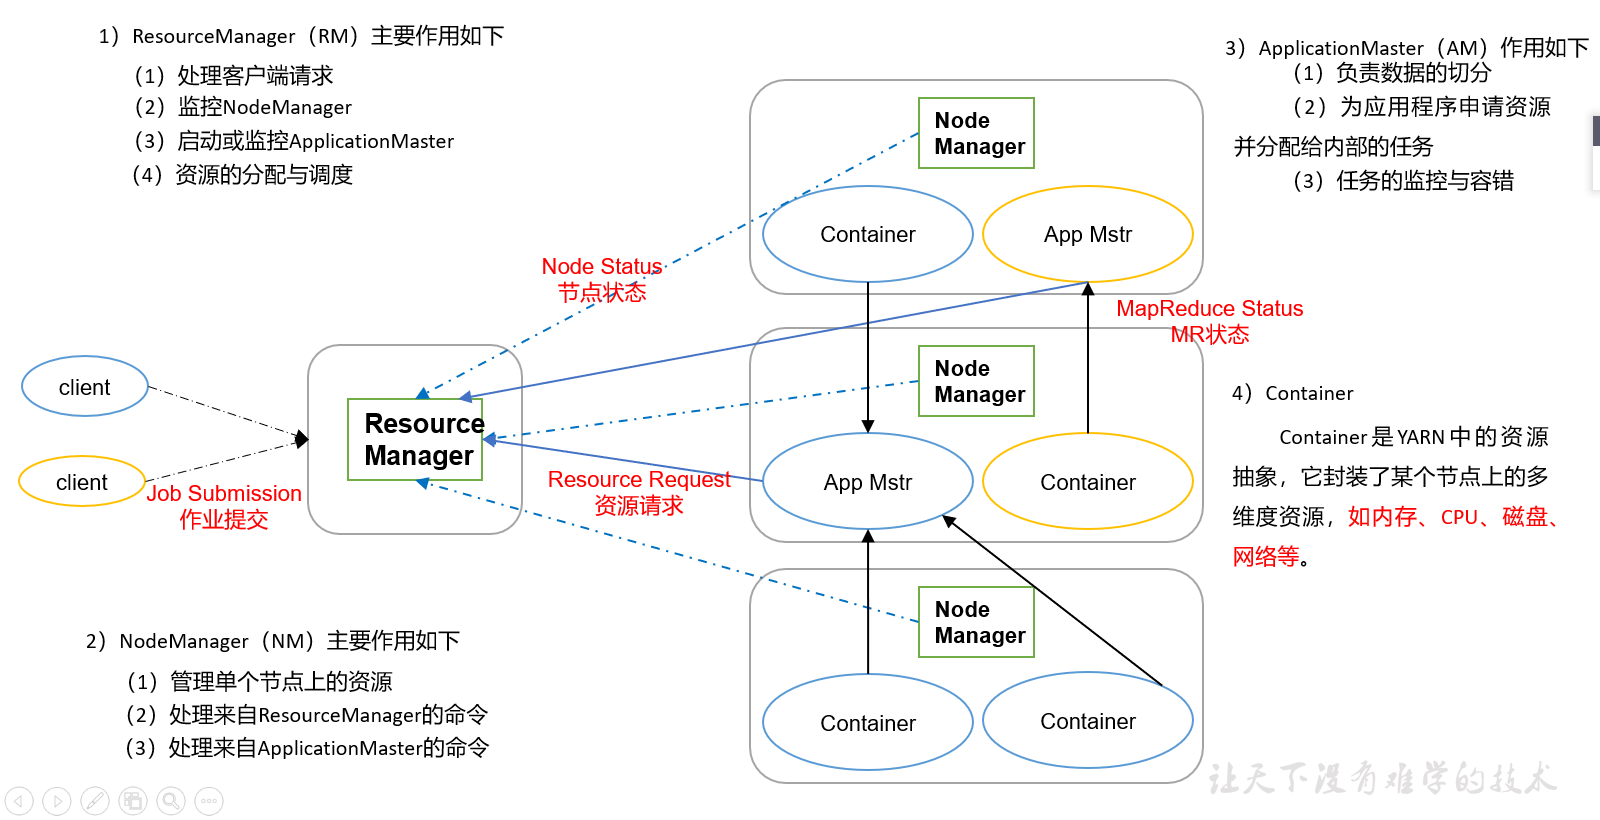 1）ResourceManager（RM）主要作用如下
（1）处理客户端请求
（2）监控NodeManager
（3）启动或监控ApplicationMaster
（4）资源的分配与调度
3）ApplicationMaster（AM）作用如下
（1）负责数据的切分
（2）为应用程序申请资源
并分配给内部的任务
（3）任务的监控与容错
Node
Manager
Container
App Mstr
Node Status
节点状态
MapReduce Status
MR状态
Node
Manager
client
client
Resource
Manager
Job Submission
作业提交
Resource Request
资源请求
App Mstr
Container
4）Container
Container是YARN中的资源
抽象，它封装了某个节点上的多
维度资源，如内存、CPU、磁盘、
网络等。
Node
Manager
Container
Container
2）NodeManager（NM）主要作用如下
（1）管理单个节点上的资源
（2）处理来自ResourceManager的命令
（3）处理来自ApplicationMaster的命令
让天下没有难学的技术